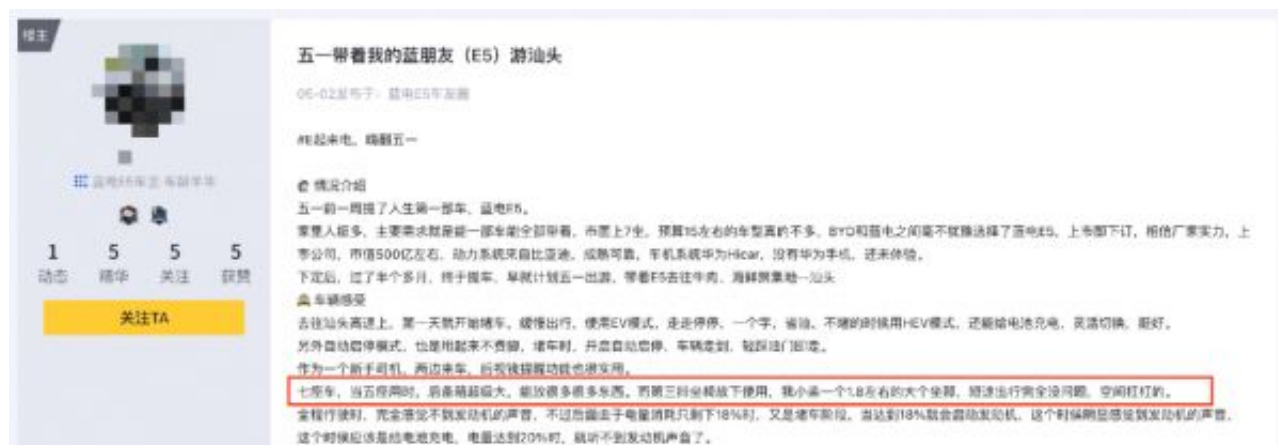 楼主
五一带着我的蓝朋友（E5）游汕头
05-02发布于：蓝电E5车友圈
#E起来电，嗨翻五一
情况介绍
五一前一周提了人生第一部车，蓝电E5。
家里人挺多，主要需求就是能一部车能全部带着，市面上7坐，预算15左右的车型真的不多，BYD和蓝电之间毫不犹豫选择了蓝电E5，上市即下订，相信厂家实力，上
市公司，市值500亿左右，动力系统来自比亚迪，成熟可靠，车机系统华为Hicar，没有华为手机，还未体验。
下定后，过了半个多月，终于提车，早就计划五一出游，带着E5去往牛肉，海鲜聚集地--汕头
车辆感受
去往汕头高速上，第一天就开始堵车，缓慢出行，使用EV模式，走走停停，一个字，省油，不堵的时候用HEV模式，还能给电池充电，灵活切换，挺好。
另外自动启停模式，也是用起来不费脚，堵车时，开启自动启停，车辆走到，轻踩油门即走。
作为一个新手司机，两边来车，后视镜提醒功能也很实用。
七座车，当五座用时，后备箱超级大，能放很多很多东西，而第三排坐椅放下使用，我小弟一个1.8左右的大个坐那，短途出行完全没问题，空间杠杠的。
全程行驶时，完全感觉不到发动机的声音，不过后面由于电量消耗只剩下18%时，又是堵车阶段，当达到18%就会启动发动机，这个时候明显感觉到发动机的声音，
这个时候应该是给电池充电，电量达到20%时，就听不到发动机声音了。
1 5 5 5
动态 精华 关注 获赞
关注TA